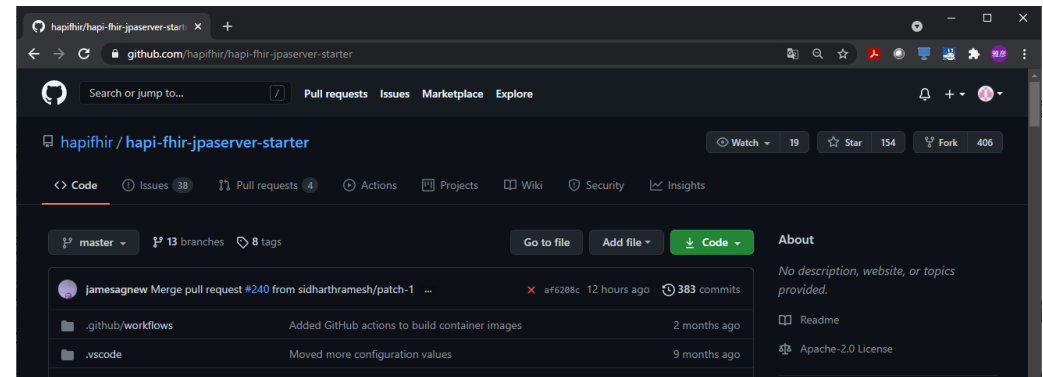 hapifhir/hapi-fhir-jpaserver-start
github.com/hapifhir/hapi-fhir-jpaserver-starter
Search or jump to... / Pull requests Issues Marketplace Explore
hapifhir / hapi-fhir-jpaserver-starter Watch 19 Star 154 Fork 406
Code Issues 38 Pull requests 4 Actions Projects Wiki Security Insights
master 13 branches 8 tags Go to file Add file Code About
No description, website, or topics
provided.
jamesagnew Merge pull request #240 from sidharthramesh/patch-1 ... af6208c 12 hours ago 383 commits
.github/workflows Added GitHub actions to build container images 2 months ago Readme
.vscode Moved more configuration values 9 months ago Apache-2.0 License